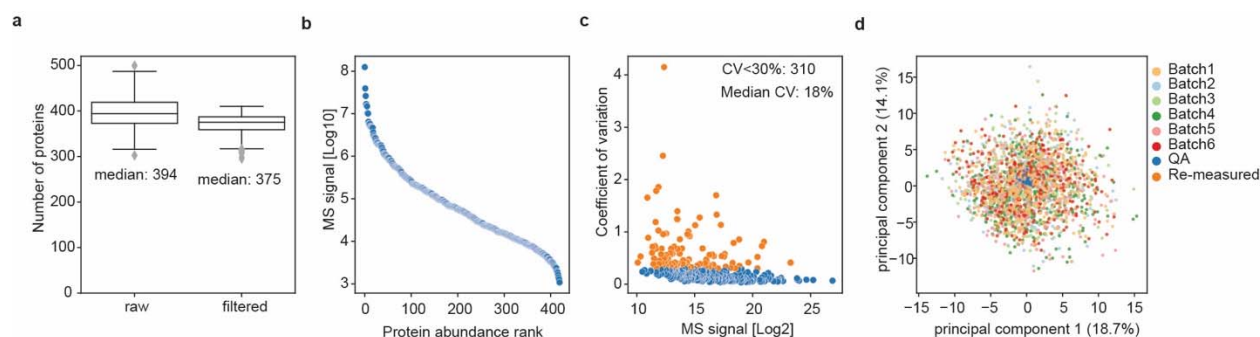 a
Number of proteins
500
400
300
200
100
0
median: 394
median: 375
raw
filtered
b
MS signal [Log10]
8
7
6
5
4
3
0
100
200
300
400
Protein abundance rank
c
Coefficient of variation
4
3
2
1
0
CV<30%: 310
Median CV: 18%
10
15
20
25
MS signal [Log2]
d
principal component 2 (14.1%)
15
10
5
0
−5
−10
−15
−10
−5
0
5
10
15
principal component 1 (18.7%)
Batch1
Batch2
Batch3
Batch4
Batch5
Batch6
QA
Re-measured